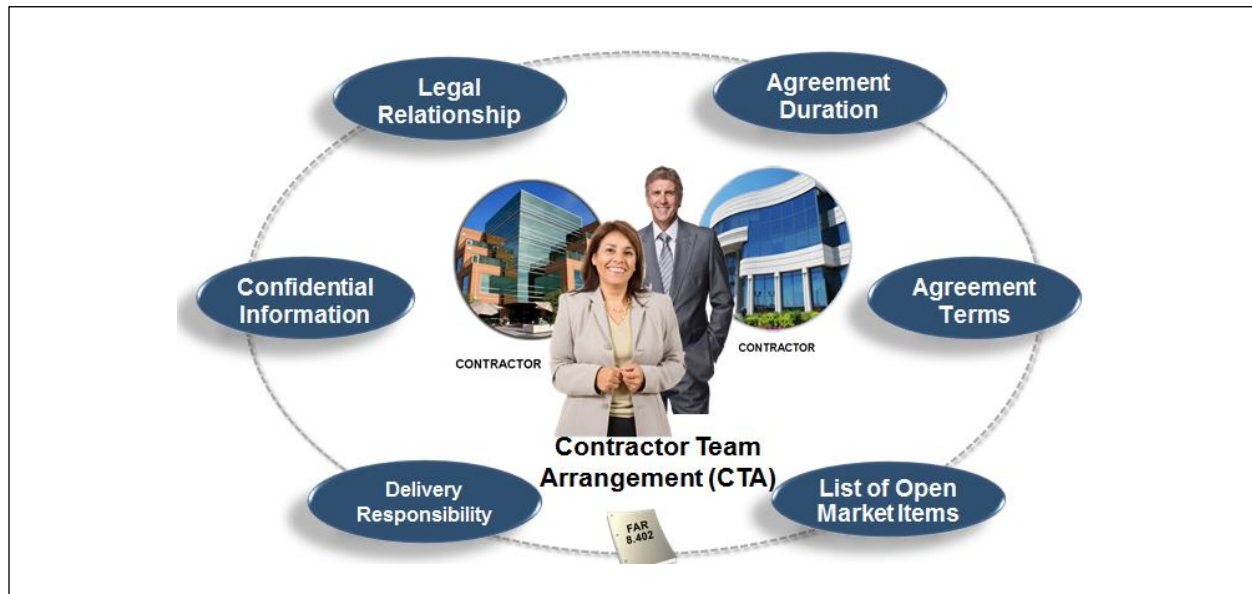 Legal
Relationship
Agreement
Duration
Confidential
Information
Agreement
Terms
CONTRACTOR
CONTRACTOR
Contractor Team
Arrangement (CTA)
Delivery
Responsibility
List of Open
Market Items
FAR
8.402